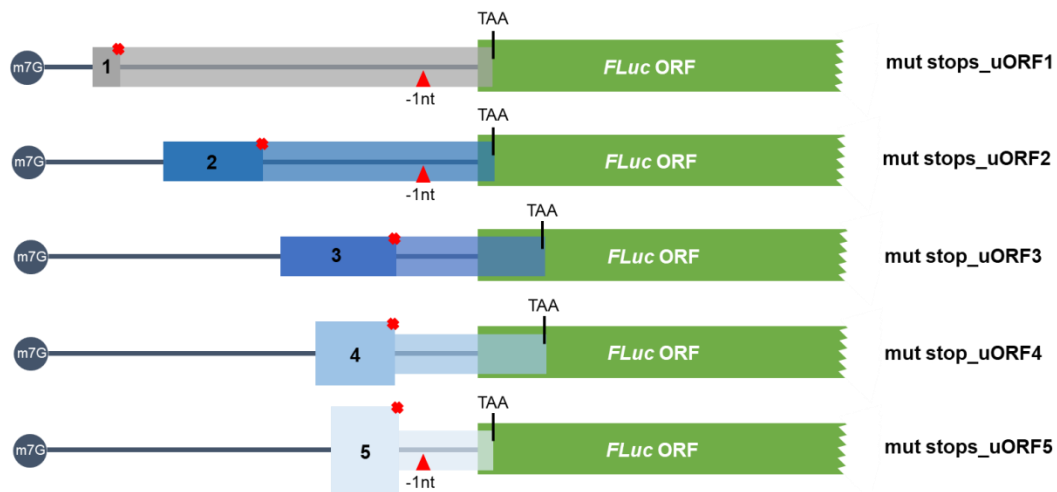 TAA
m7G 1 FLuc ORF mut stops_uORF1
-1nt
TAA
m7G 2 FLuc ORF mut stops_uORF2
-1nt
TAA
m7G 3 FLuc ORF mut stop_uORF3
TAA
m7G 4 FLuc ORF mut stop_uORF4
TAA
m7G 5 FLuc ORF mut stops_uORF5
-1nt